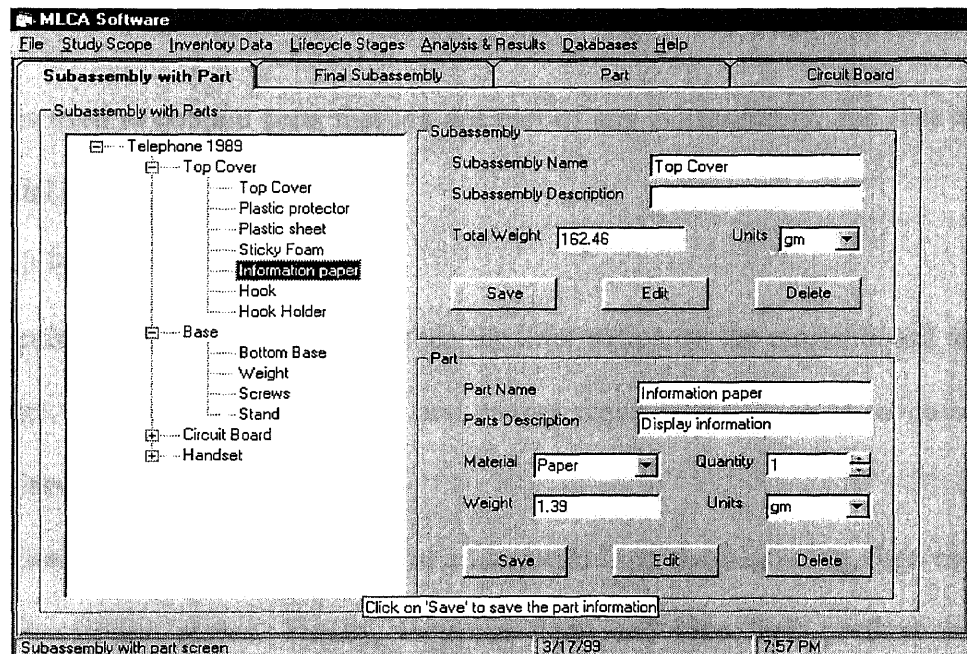 MLCA Software
File Study Scope Inventory Data Lifecycle Stages Analysis & Results Databases Help
Subassembly with Part Final Subassembly Part Circuit Board
Subassembly with Parts
Telephone 1989
Top Cover
Top Cover
Plastic protector
Plastic sheet
Sticky Foam
Information paper
Hook
Hook Holder
Base
Bottom Base
Weight
Screws
Stand
Circuit Board
Handset
Subassembly
Subassembly Name Top Cover
Subassembly Description
Total Weight 162.46 Units gm
Save Edit Delete
Part
Part Name Information paper
Parts Description Display information
Material Paper Quantity 1
Weight 1.39 Units gm
Save Edit Delete
Click on 'Save' to save the part information
Subassembly with part screen 3/17/99 7:57 PM